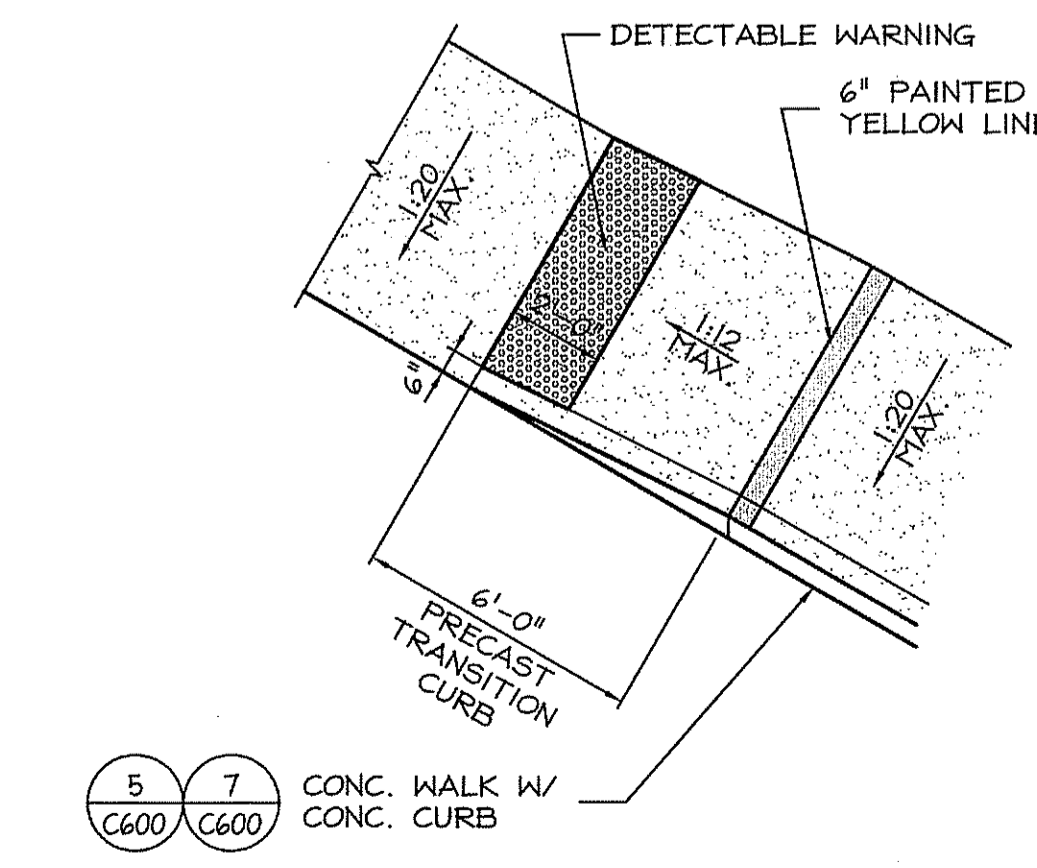 DETECTABLE WARNING
6" PAINTED
YELLOW LINE
1:20
MAX.
2'-0"
1:12
MAX.
6"
1:20
MAX.
6'-0"
PRECAST
TRANSITION
CURB
5
C600
7
C600
CONC. WALK W/
CONC. CURB